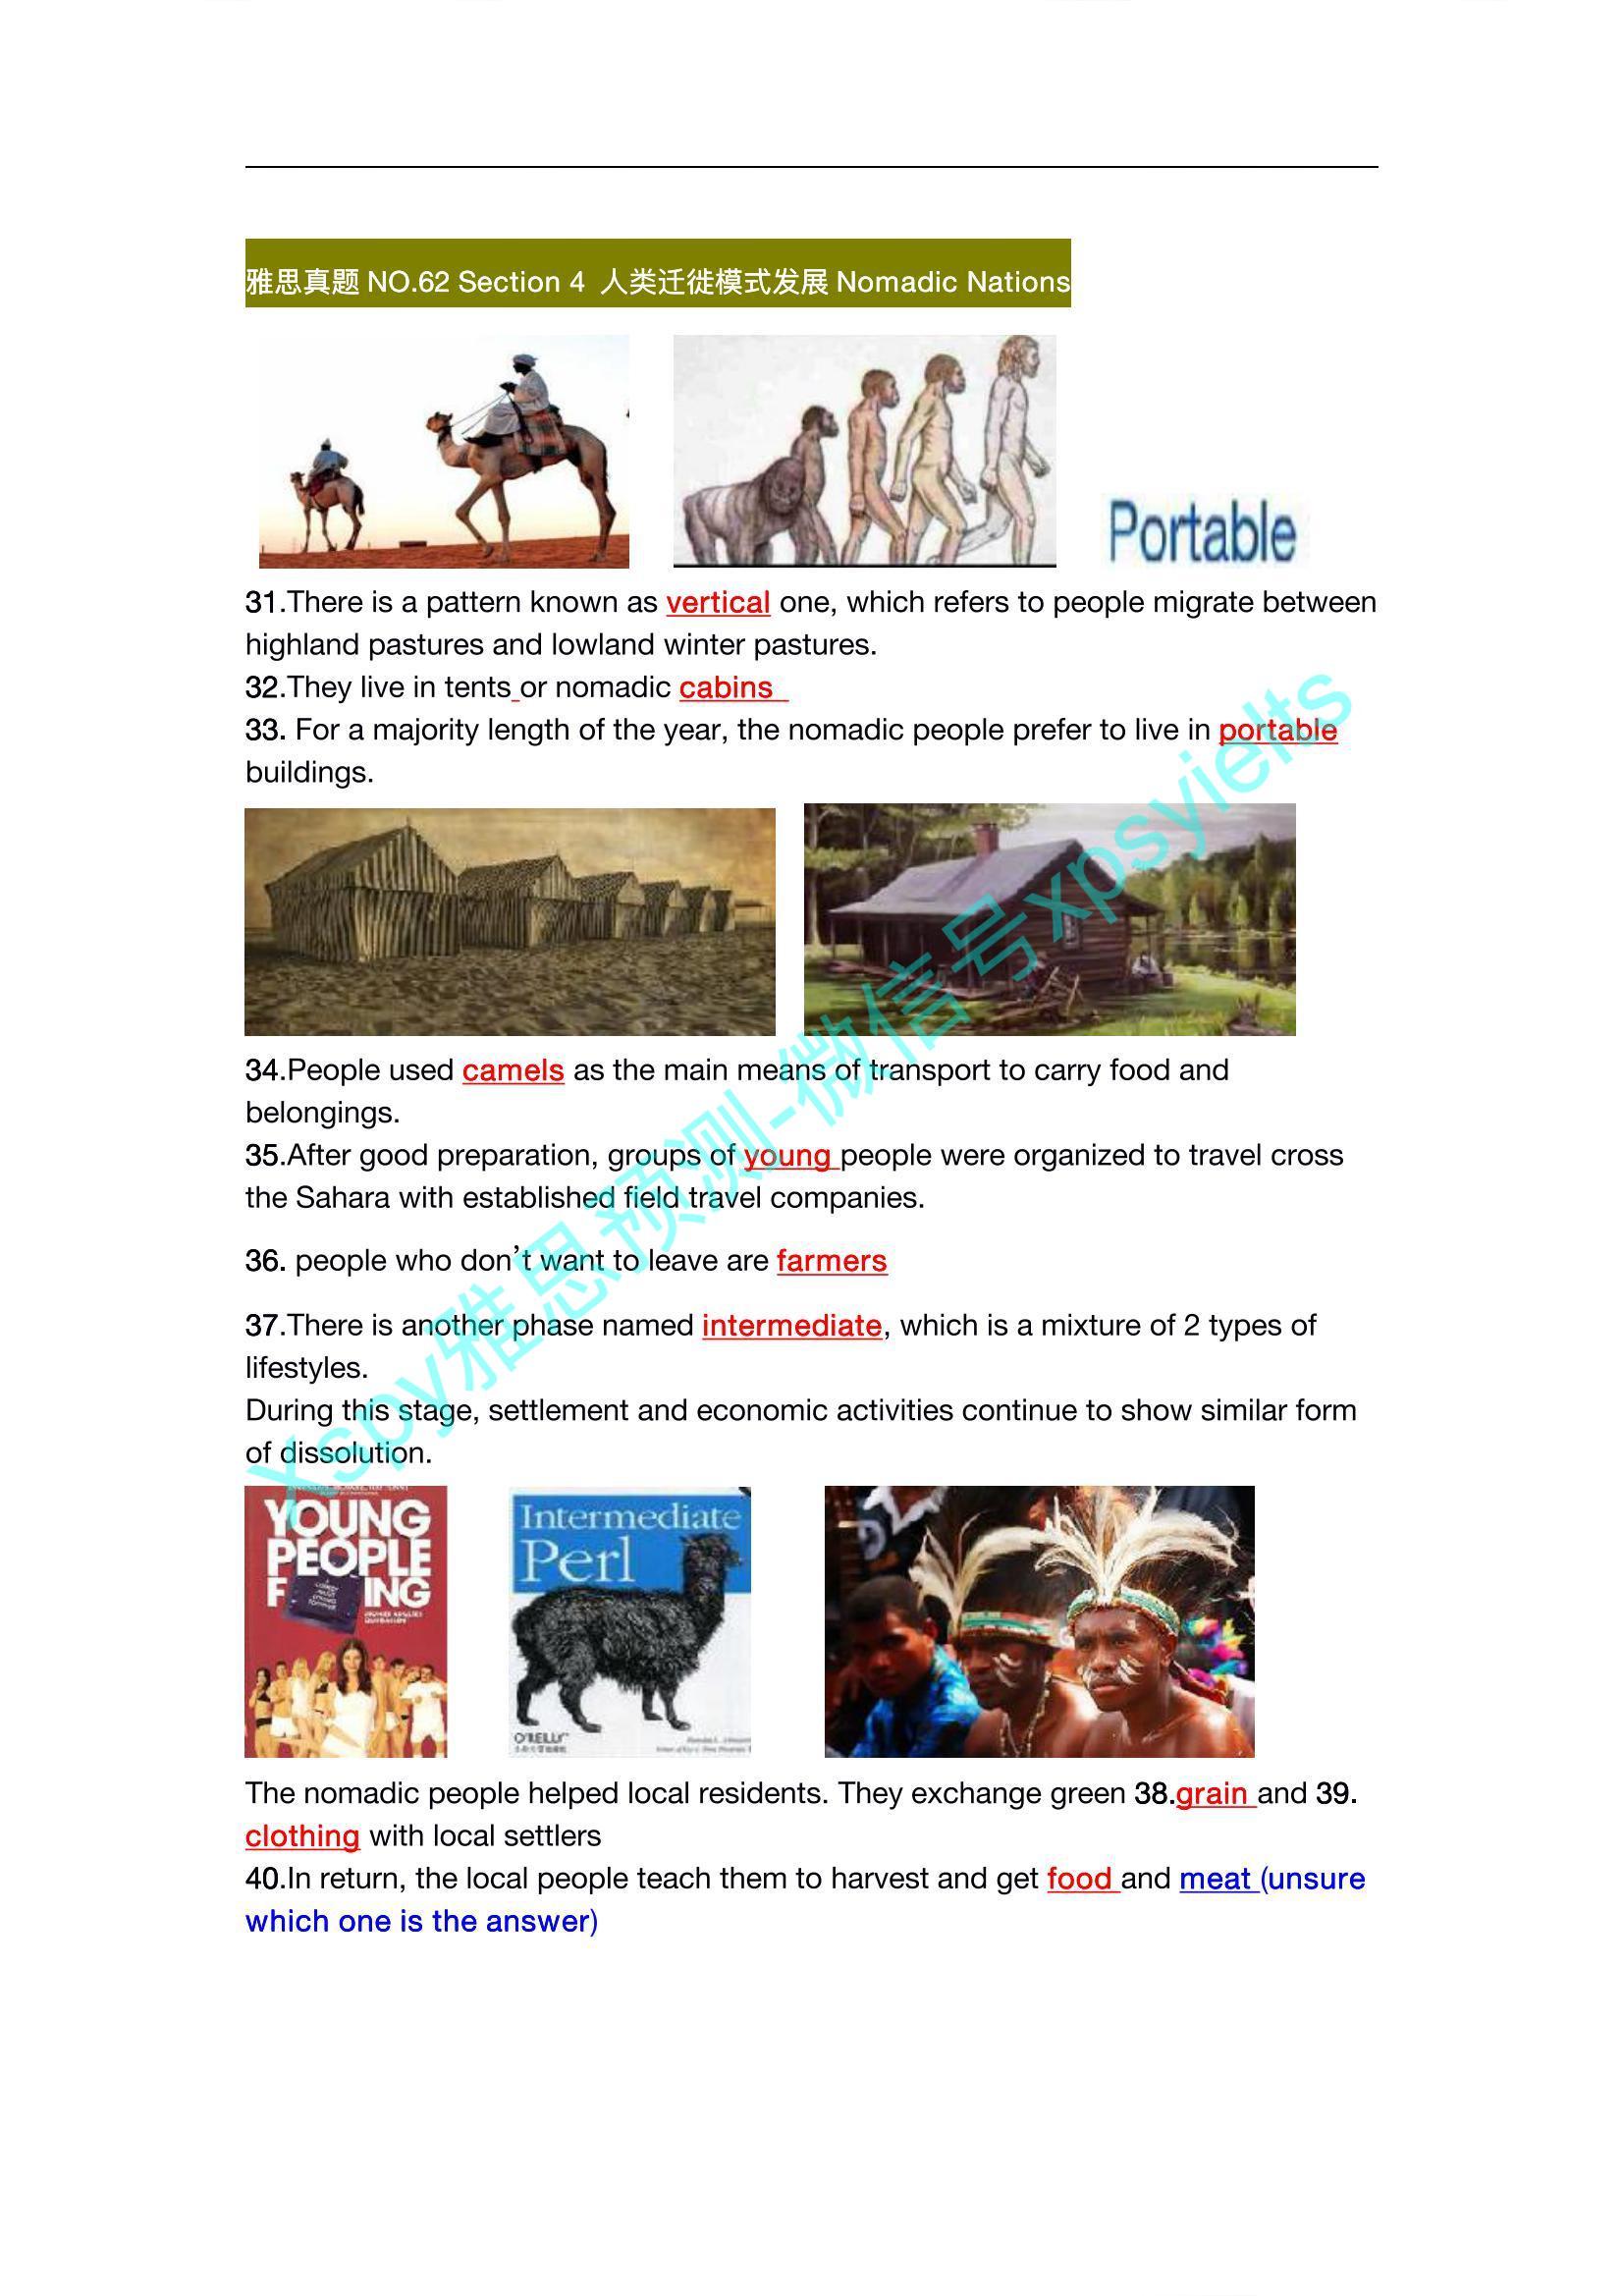 雅思真题 NO.62 Section 4 人类迁徙模式发展 Nomadic Nations
Portable
31.There is a pattern known as vertical one, which refers to people migrate between
highland pastures and lowland winter pastures.
32.They live in tents or nomadic cabins
33. For a majority length of the year, the nomadic people prefer to live in portable
buildings.
34.People used camels as the main means of transport to carry food and
belongings.
35.After good preparation, groups of young people were organized to travel cross
the Sahara with established field travel companies.
36. people who don’t want to leave are farmers
37.There is another phase named intermediate, which is a mixture of 2 types of
lifestyles.
During this stage, settlement and economic activities continue to show similar form
of dissolution.
YOUNG
PEOPLE
F ING
Intermediate
Perl
O'REILLY
The nomadic people helped local residents. They exchange green 38.grain and 39.
clothing with local settlers
40.In return, the local people teach them to harvest and get food and meat (unsure
which one is the answer)
Xspy雅思预测-微信号xpsyielts